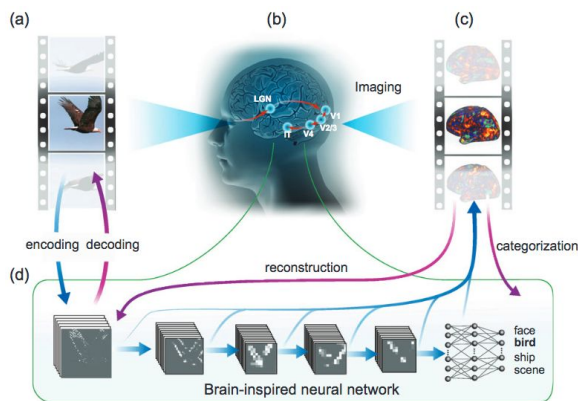 (a)
(b)
(c)
Imaging
LGN
V1
V2/3
V4
IT
encoding
decoding
categorization
reconstruction
(d)
face
bird
ship
scene
Brain-inspired neural network